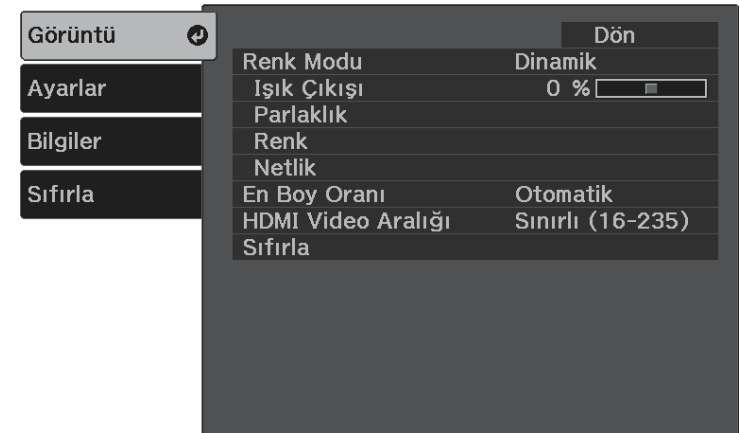 Görüntü
Ayarlar
Bilgiler
Sıfırla
Dön
Renk Modu Dinamik
Işık Çıkışı 0 %
Parlaklık
Renk
Netlik
En Boy Oranı Otomatik
HDMI Video Aralığı Sınırlı (16-235)
Sıfırla